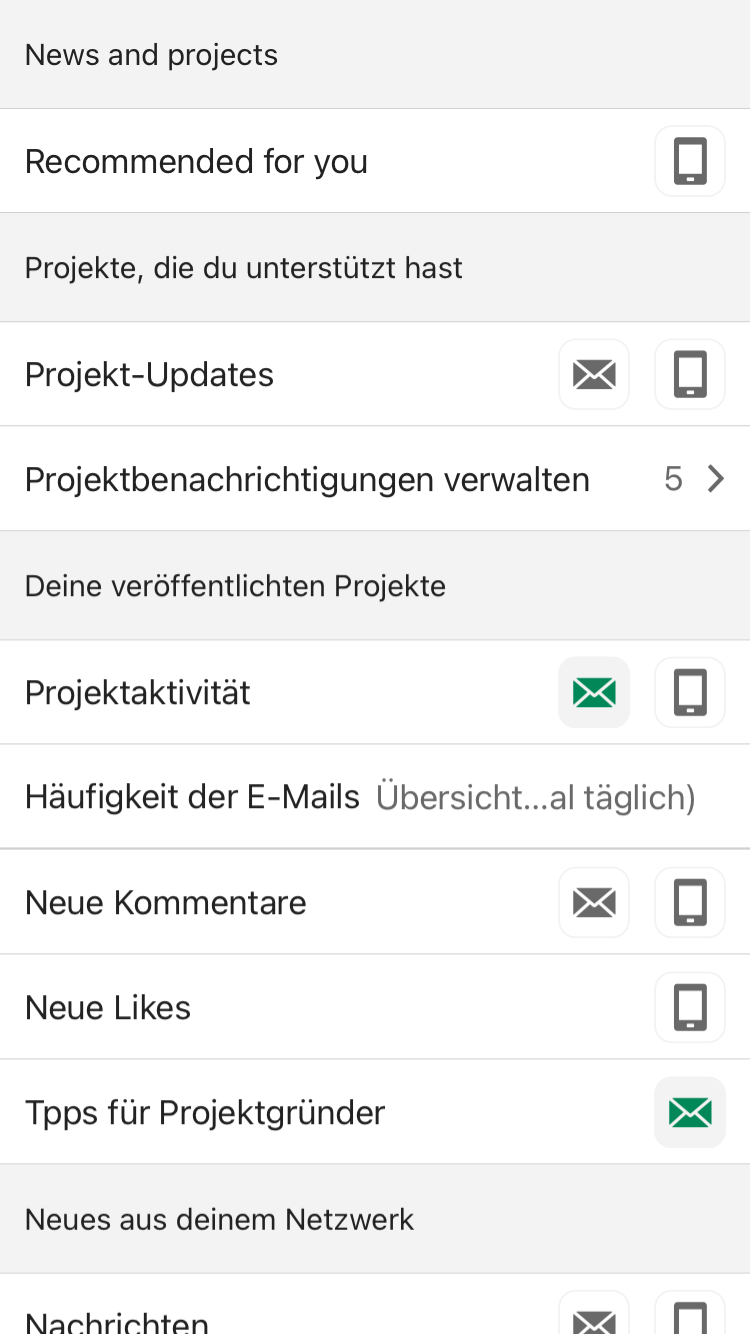 News and projects
Recommended for you
Projekte, die du unterstützt hast
Projekt-Updates
Projektbenachrichtigungen verwalten 5
Deine veröffentlichten Projekte
Projektaktivität
Häufigkeit der E-Mails Übersicht...al täglich)
Neue Kommentare
Neue Likes
Tpps für Projektgründer
Neues aus deinem Netzwerk
Nachrichten